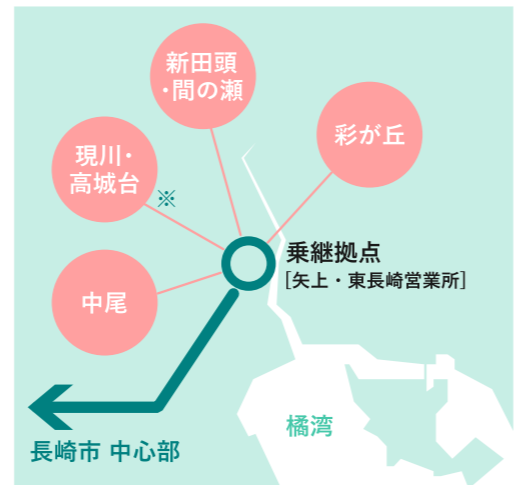 新田頭
・間の瀬
彩が丘
現川・
高城台
※
乗継拠点
[矢上・東長崎営業所]
中尾
橘湾
長崎市 中心部